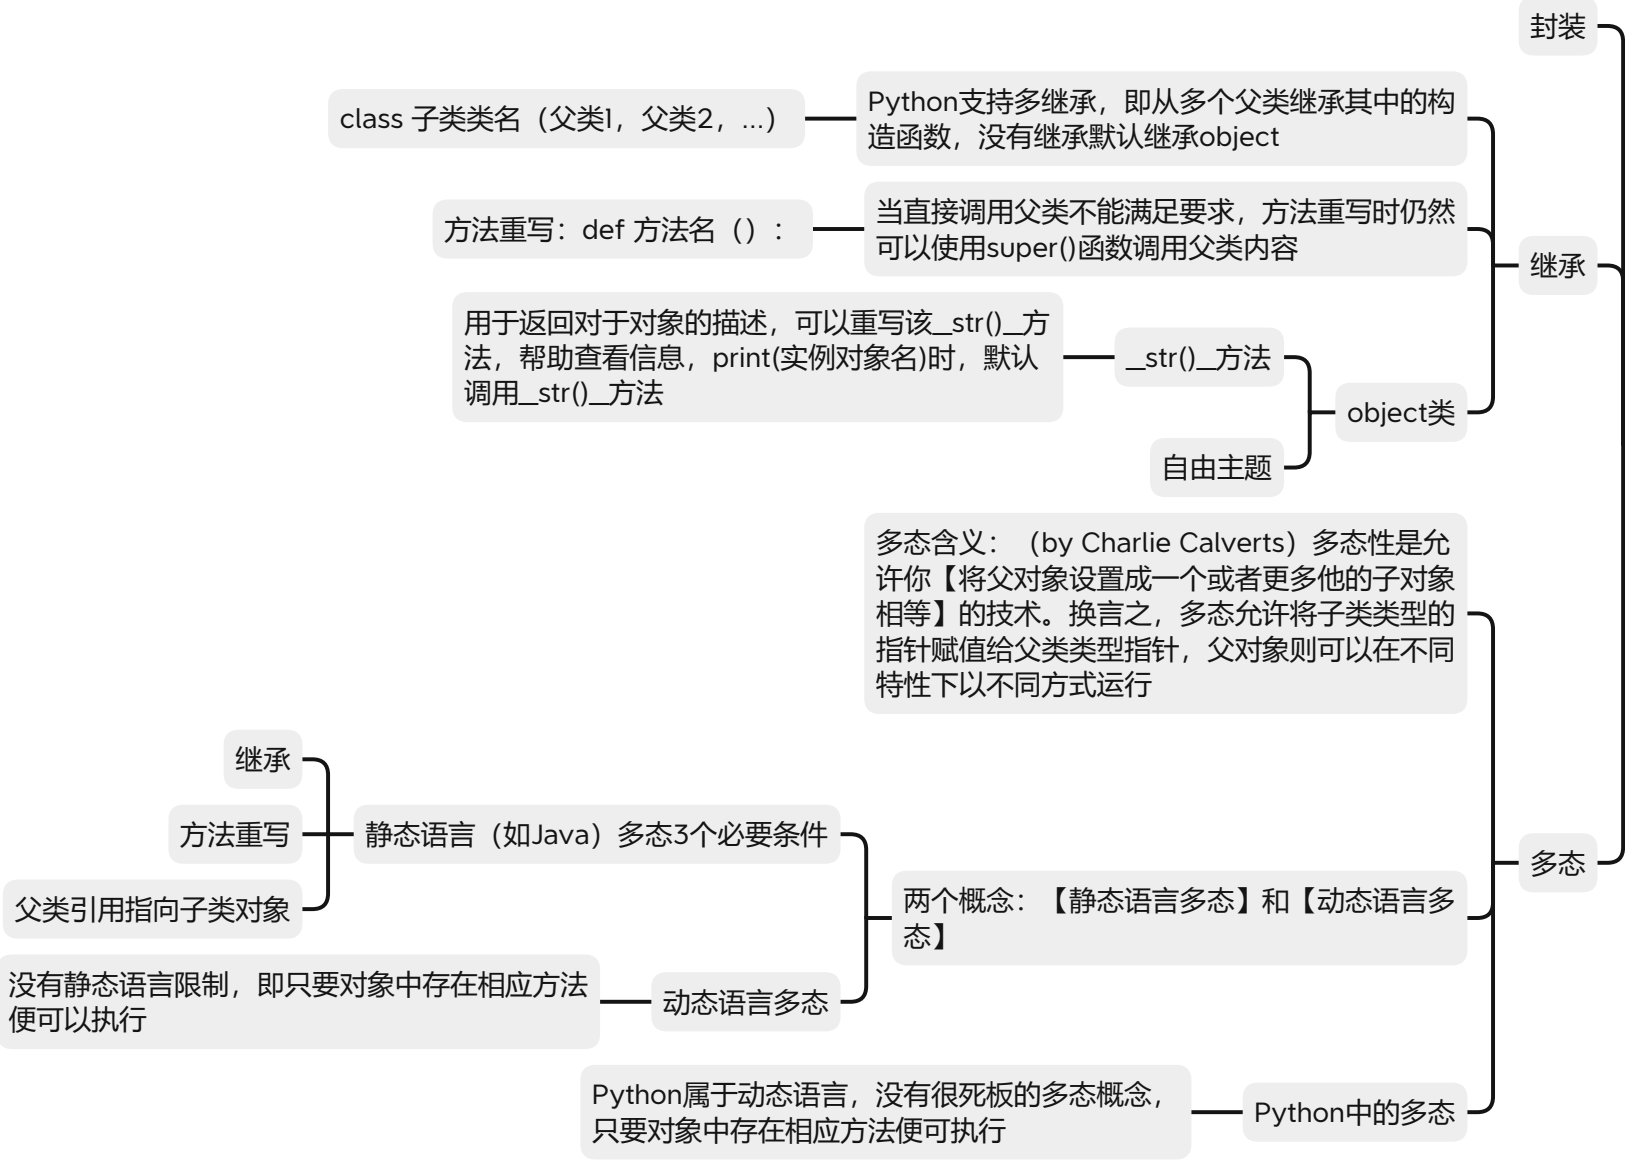 封装
Python支持多继承，即从多个父类继承其中的构
造函数，没有继承默认继承object
class 子类类名（父类1，父类2，...）
当直接调用父类不能满足要求，方法重写时仍然
可以使用super()函数调用父类内容
方法重写：def 方法名（）：
继承
用于返回对于对象的描述，可以重写该__str()__方
法，帮助查看信息，print(实例对象名)时，默认
调用__str()__方法
__str()__方法
object类
自由主题
多态含义：（by Charlie Calverts）多态性是允
许你【将父对象设置成一个或者更多他的子对象
相等】的技术。换言之，多态允许将子类类型的
指针赋值给父类类型指针，父对象则可以在不同
特性下以不同方式运行
继承
方法重写
父类引用指向子类对象
静态语言（如Java）多态3个必要条件
多态
两个概念：【静态语言多态】和【动态语言多
态】
没有静态语言限制，即只要对象中存在相应方法
便可以执行
动态语言多态
Python属于动态语言，没有很死板的多态概念，
只要对象中存在相应方法便可执行
Python中的多态